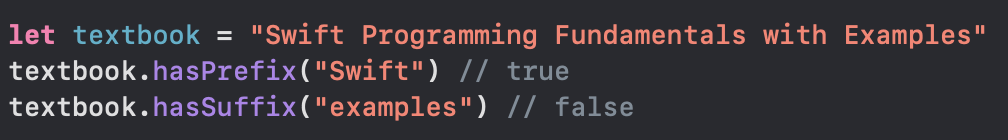 let textbook = "Swift Programming Fundamentals with Examples"
textbook.hasPrefix("Swift") // true
textbook.hasSuffix("examples") // false